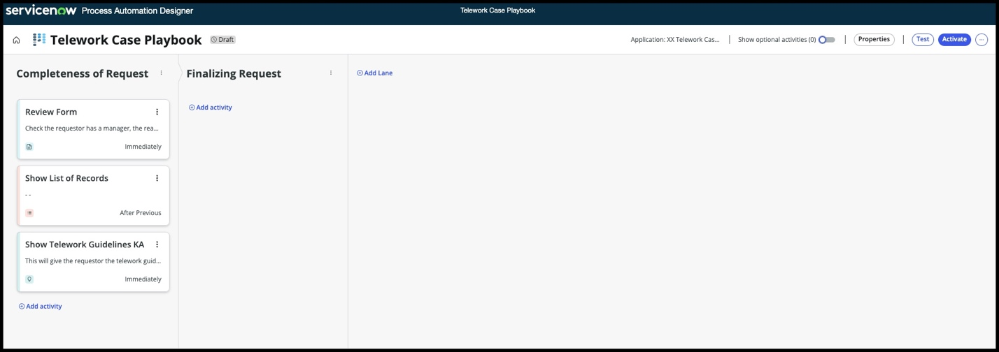 servicenow Process Automation Designer
Telework Case Playbook
Telework Case Playbook
Draft
Application: XX Telework Cas...
Show optional activities (0)
Properties
Test
Activate
Completeness of Request
Finalizing Request
Add Lane
Review Form
Check the requestor has a manager, the rea...
Immediately
Show List of Records
--
After Previous
Show Telework Guidelines KA
This will give the requestor the telework guid...
Immediately
Add activity
Add activity